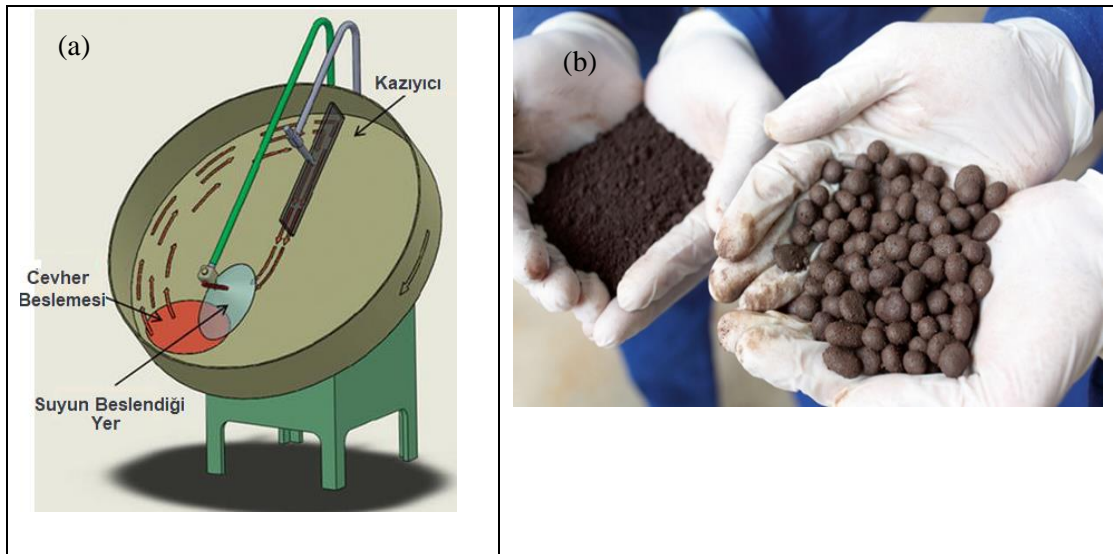 (a)
Kazıyıcı
Cevher
Beslemesi
Suyun Beslendiği
Yer
(b)